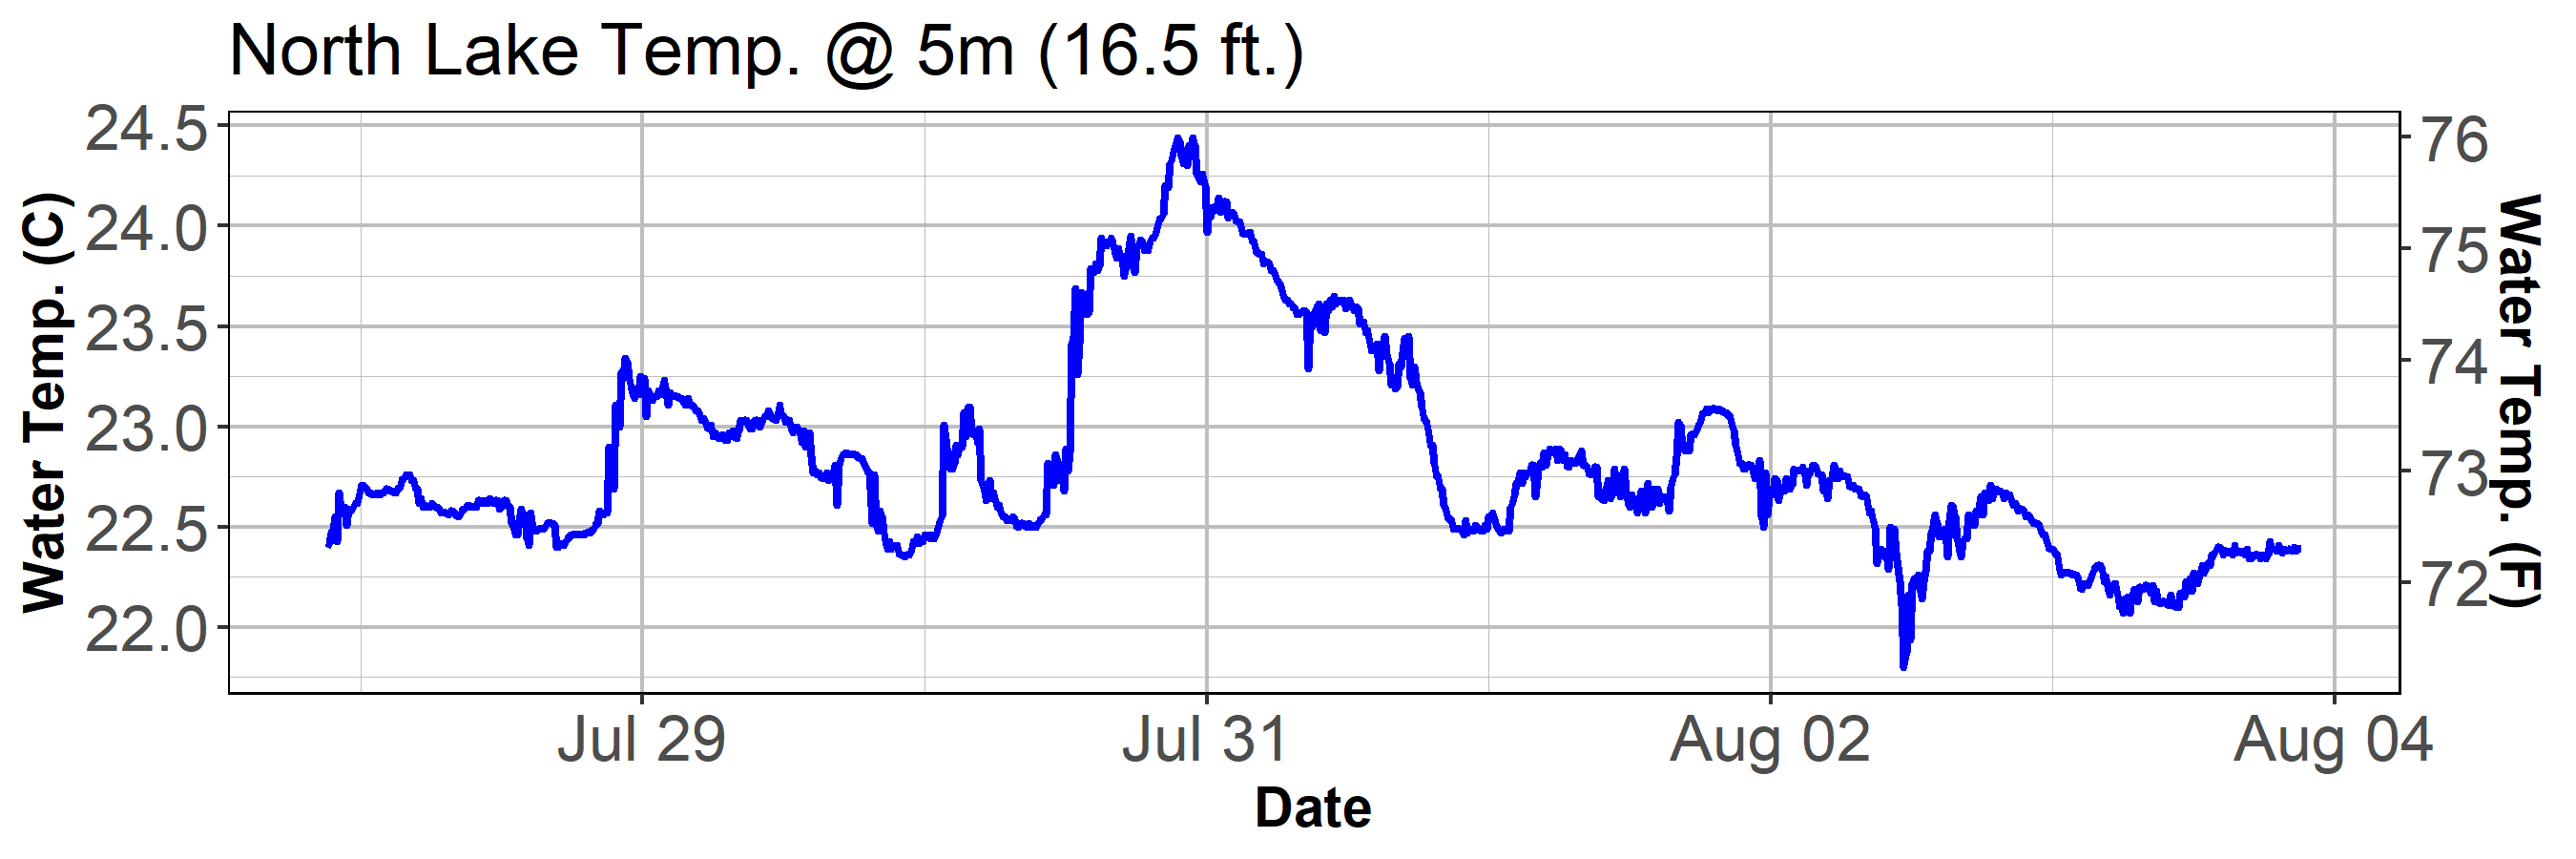 North Lake Temp. @ 5m (16.5 ft.)
Water Temp. (C)
24.5
24.0
23.5
23.0
22.5
22.0
76
75
74
73
72
Water Temp. (F)
Jul 29 Jul 31 Aug 02 Aug 04
Date